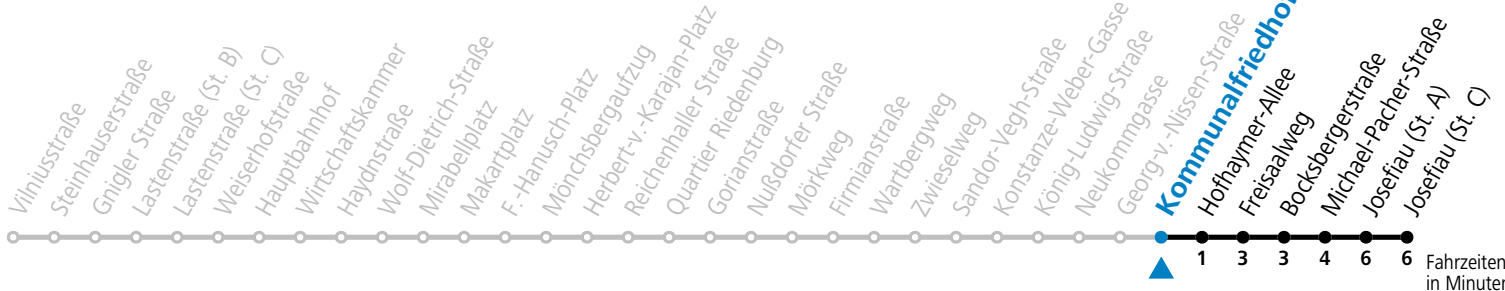 Vilniusstraße
Steinhauserstraße
Gnigler Straße
Lastenstraße (St. B)
Lastenstraße (St. C)
Weiserhofstraße
Hauptbahnhof
Wirtschaftskammer
Haydnstraße
Wolf-Dietrich-Straße
Mirabellplatz
Makartplatz
F.-Hanusch-Platz
Mönchsbergaufzug
Herbert-v.-Karajan-Platz
Reichenhaller Straße
Quartier Riedenburg
Gorianstraße
Nußdorfer Straße
Mörkweg
Firmianstraße
Wartbergweg
Zwieselweg
Sandor-Vegh-Straße
Konstanze-Weber-Gasse
König-Ludwig-Straße
Neukommgasse
Georg-v.-Nissen-Straße
Kommunalfriedhof
Hofhaymer-Allee
Freisaalweg
Bocksbergerstraße
Michael-Pacher-Straße
Josefiau (St. A)
Josefiau (St. C)
1 3 3 4 6 6
Fahrzeiten
in Minuten